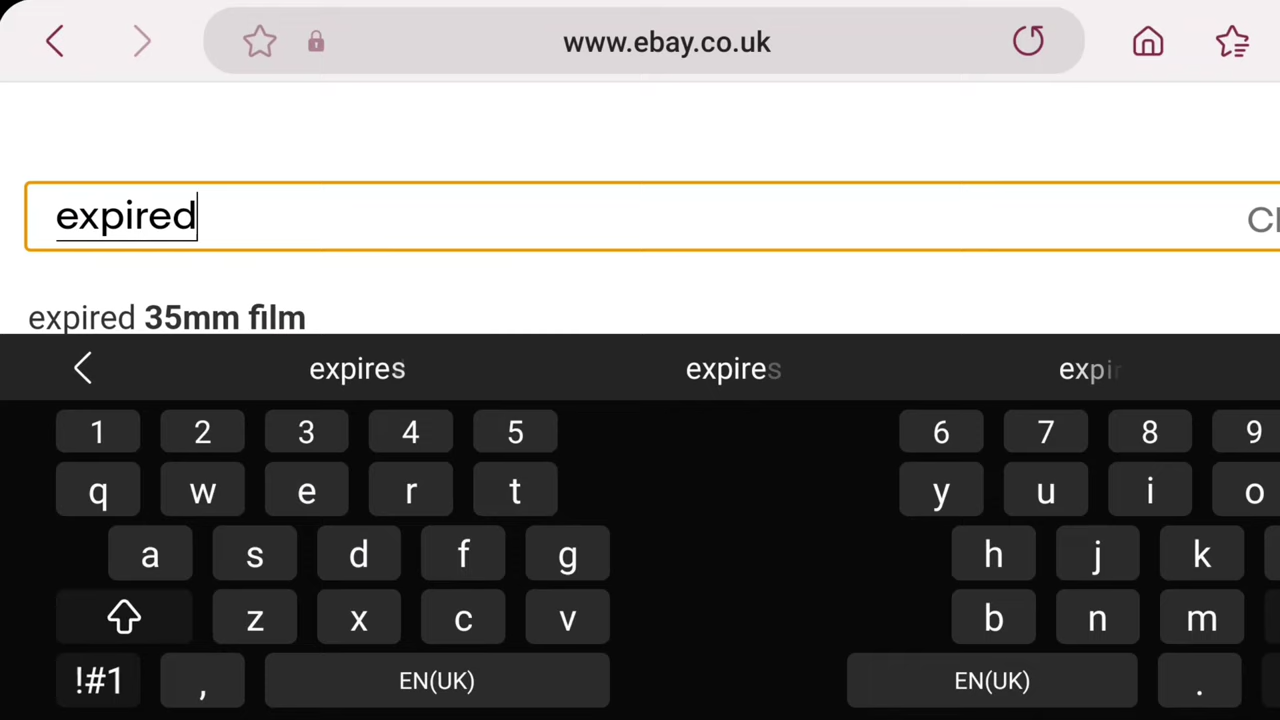 www.ebay.co.uk
expired
expired 35mm film
expires expires expir
1 2 3 4 5 6 7 8 9
q w e r t y u i o
a s d f g h j k
z x c v b n m
!#1 , EN(UK) EN(UK) .